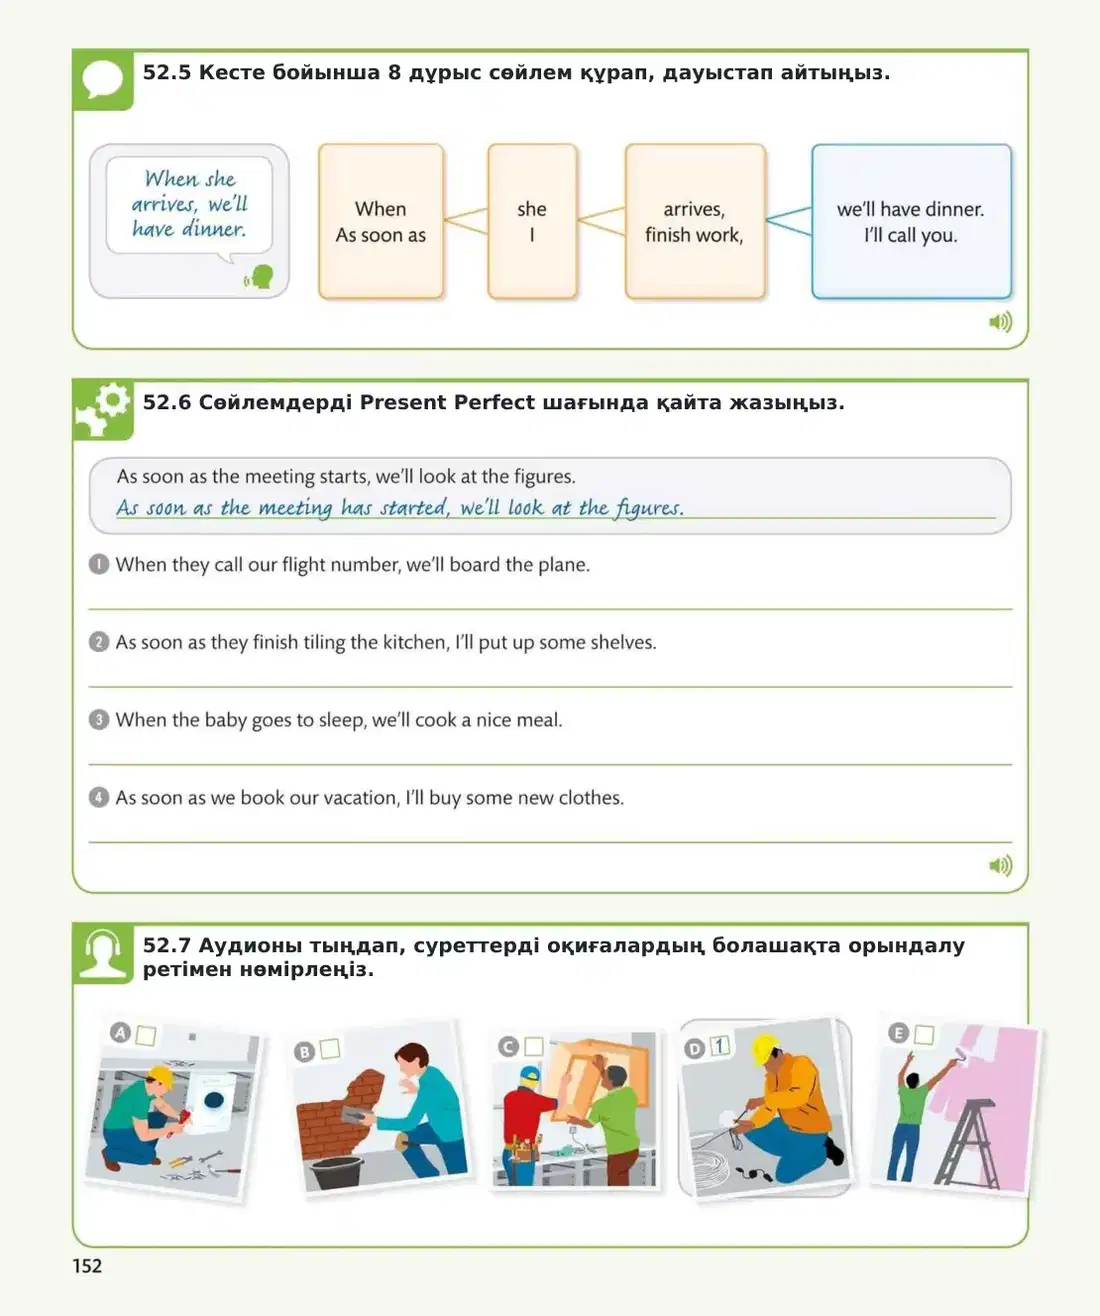 52.5 Кесте бойынша 8 дұрыс сөйлем құрап, дауыстап айтыңыз.
When she
arrives, we'll
have dinner.
When
As soon as
she
I
arrives,
finish work,
we'll have dinner.
I'll call you.
52.6 Сөйлемдерді Present Perfect шағында қайта жазыңыз.
As soon as the meeting starts, we'll look at the figures.
As soon as the meeting has started, we'll look at the figures.
1 When they call our flight number, we'll board the plane.
2 As soon as they finish tiling the kitchen, I'll put up some shelves.
3 When the baby goes to sleep, we'll cook a nice meal.
4 As soon as we book our vacation, I'll buy some new clothes.
52.7 Аудионы тыңдап, суреттерді оқиғалардың болашақта орындалу
ретімен нөмірлеңіз.
A
B
C
D 1
E
152